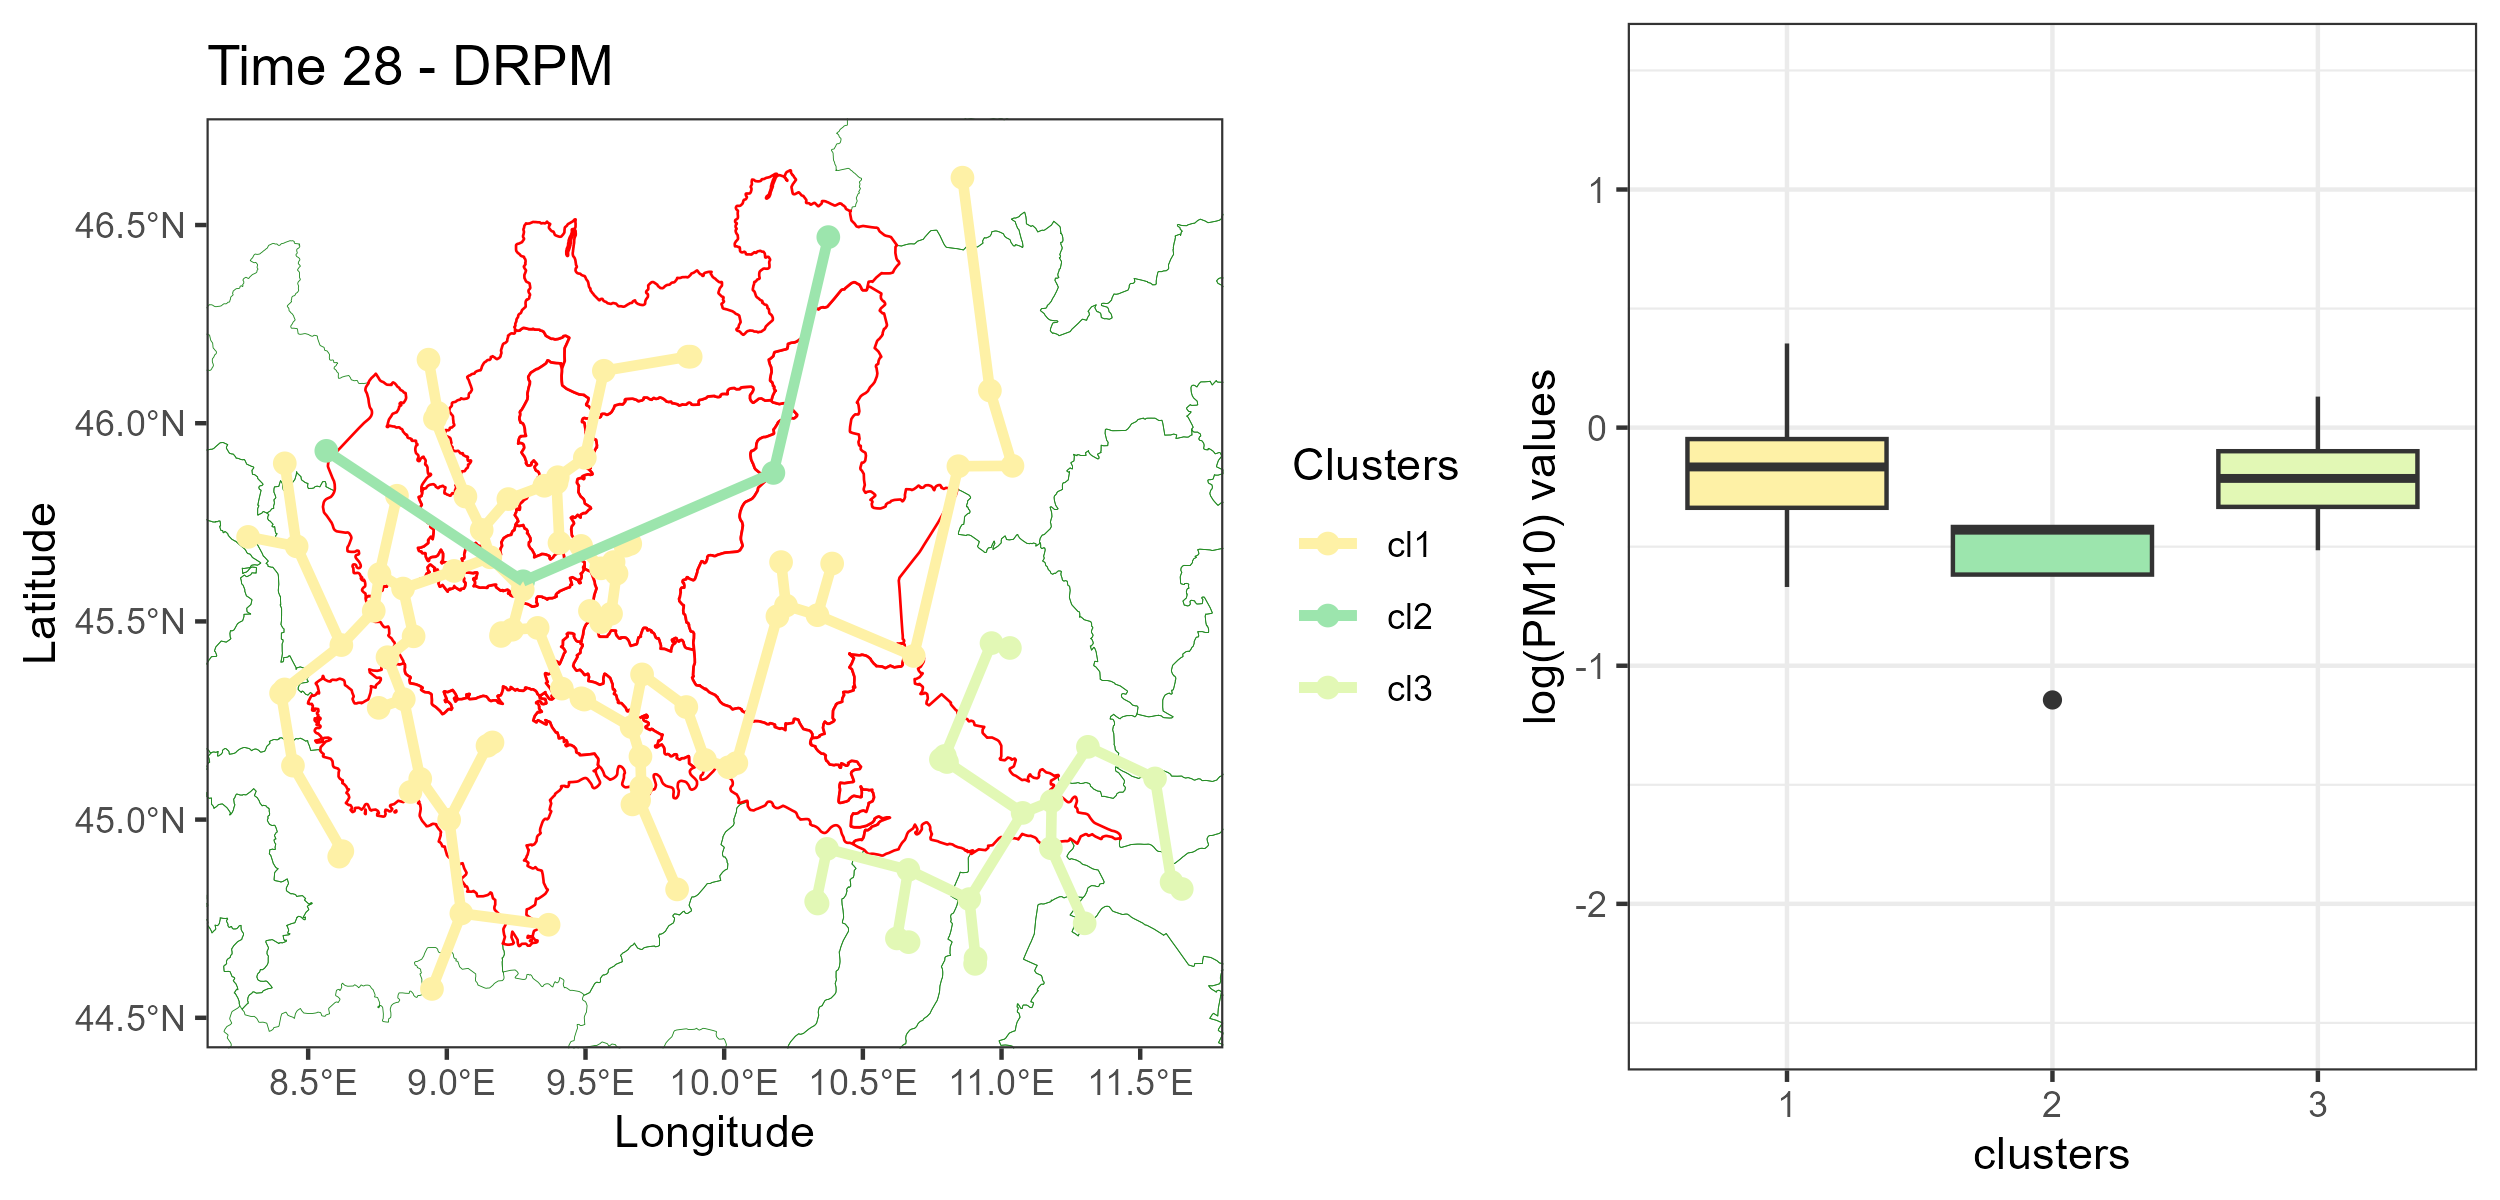 Time 28 - DRPM
46.5°N
46.0°N
45.5°N
45.0°N
44.5°N
Latitude
8.5°E 9.0°E 9.5°E 10.0°E 10.5°E 11.0°E 11.5°E
Longitude
Clusters
cl1
cl2
cl3
log(PM10) values
1
0
-1
-2
1 2 3
clusters